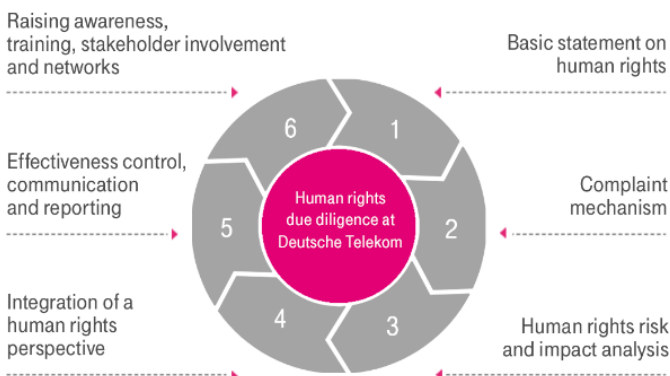 Raising awareness,
training, stakeholder involvement
and networks
Basic statement on
human rights
6
1
Effectiveness control,
communication
and reporting
Human rights
due diligence at
Deutsche Telekom
Complaint
mechanism
5
2
Integration of a
human rights
perspective
4
3
Human rights risk
and impact analysis